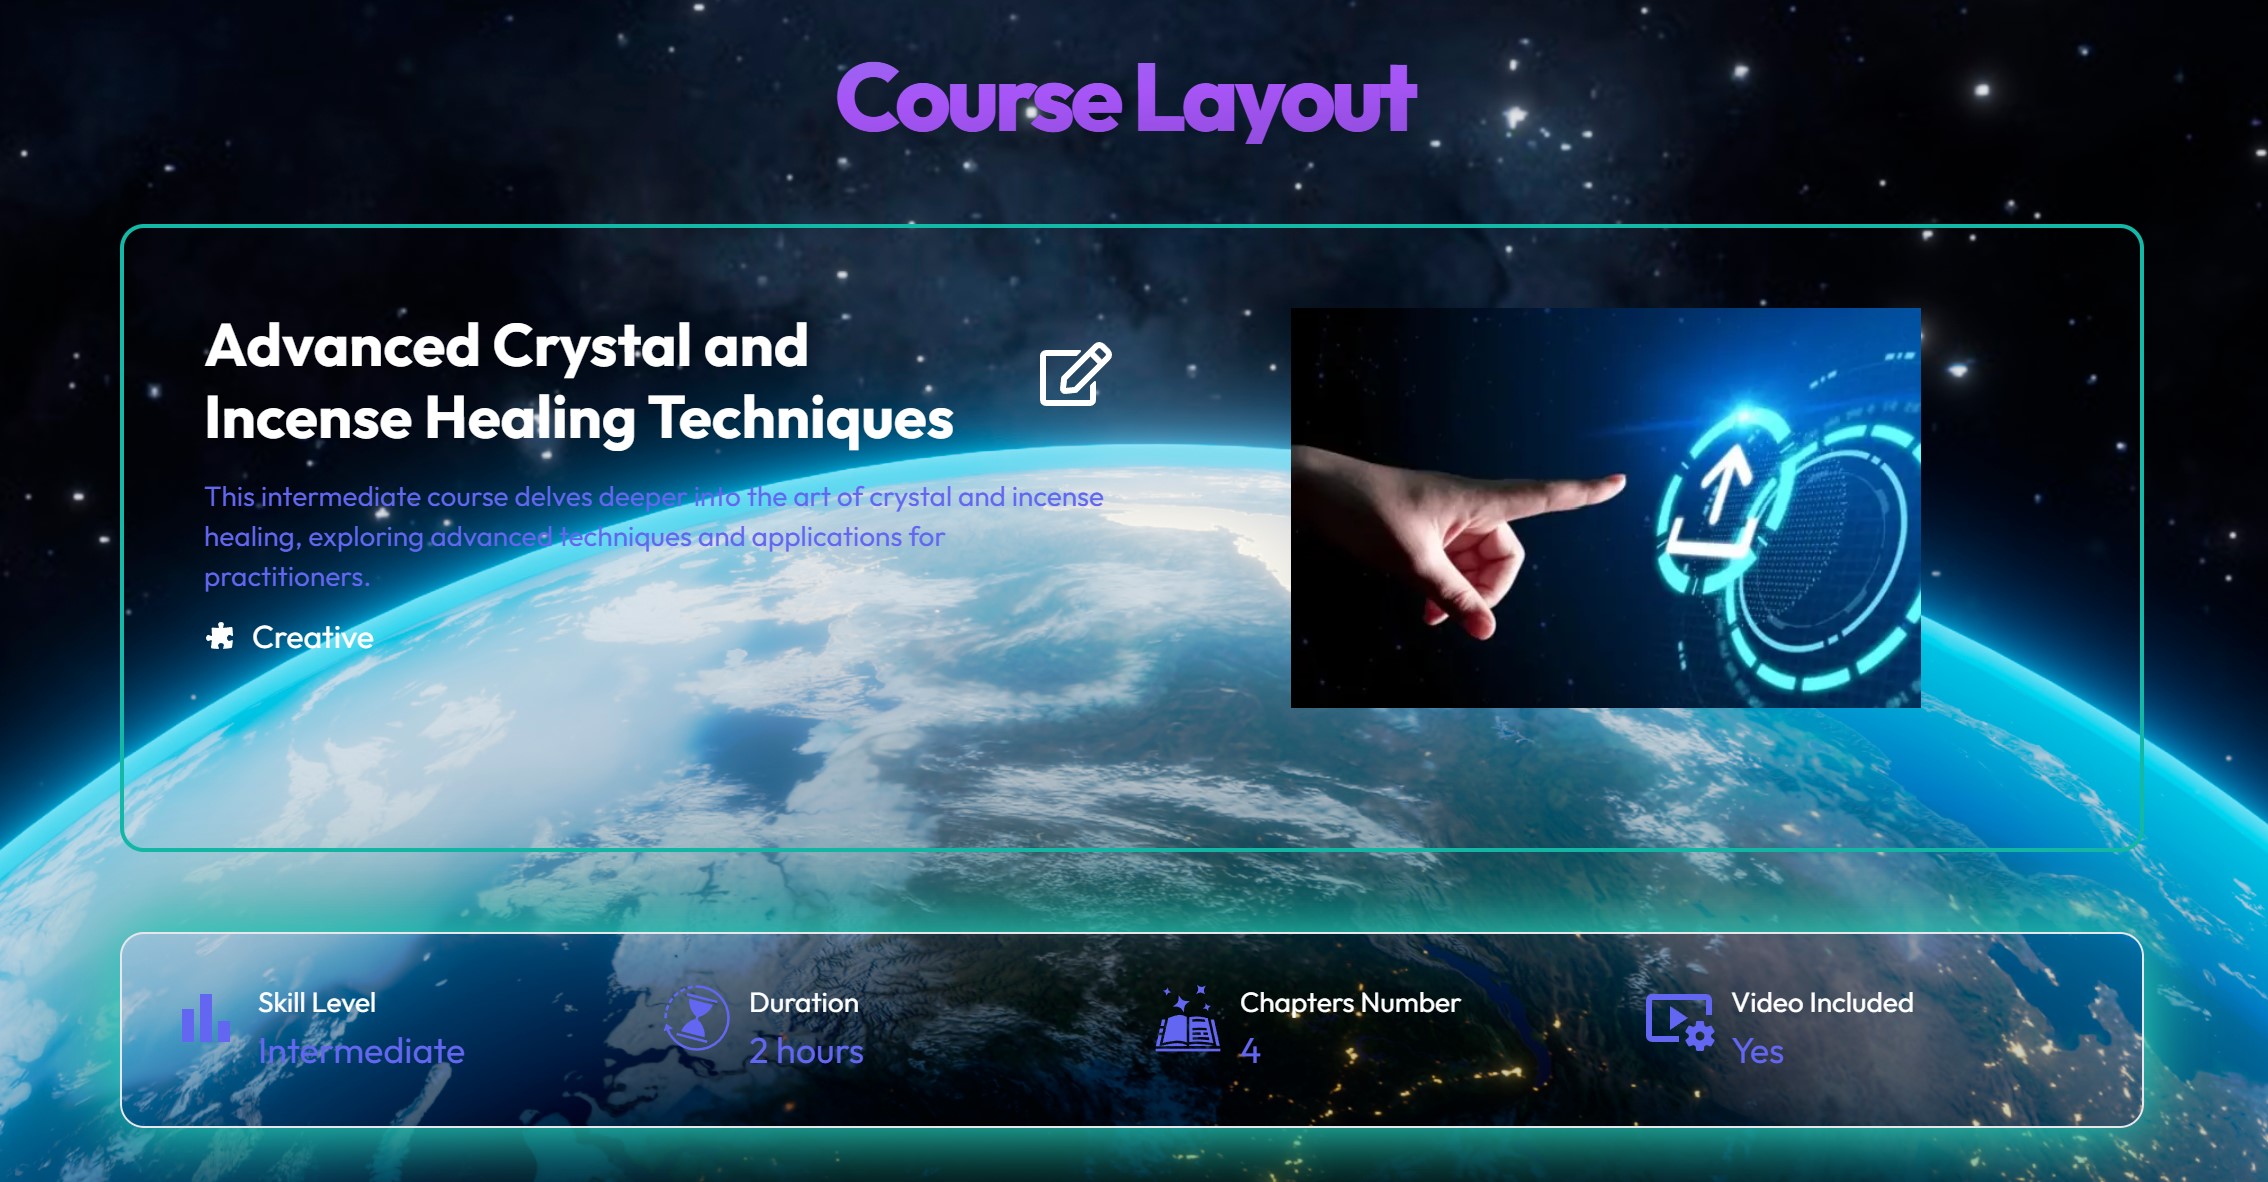 Course Layout
Advanced Crystal and
Incense Healing Techniques
This intermediate course delves deeper into the art of crystal and incense
healing, exploring advanced techniques and applications for
practitioners.
Creative
Skill Level
Intermediate
Duration
2 hours
Chapters Number
4
Video Included
Yes